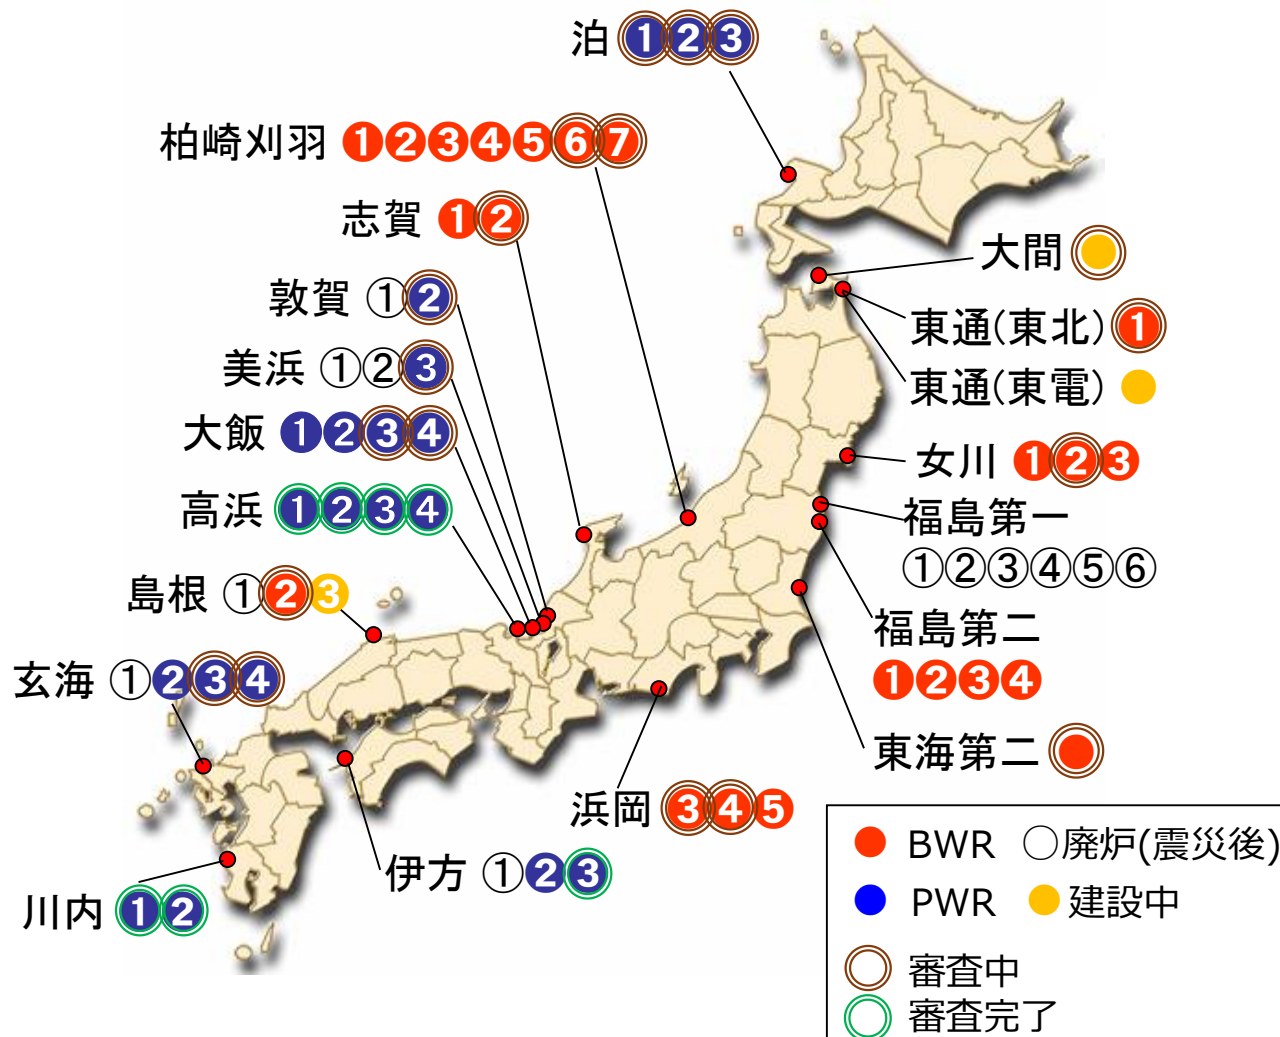 泊 ①②③
柏崎刈羽 ①②③④⑤⑥⑦
志賀 ①②
敦賀 ①②
美浜 ①②③
大飯 ①②③④
高浜 ①②③④
島根 ①②③
玄海 ①②③④
川内 ①②
伊方 ①②③
浜岡 ③④⑤
大間
東通(東北) ①
東通(東電)
女川 ①②③
福島第一
①②③④⑤⑥
福島第二
①②③④
東海第二
BWR 廃炉(震災後)
PWR 建設中
審査中
審査完了